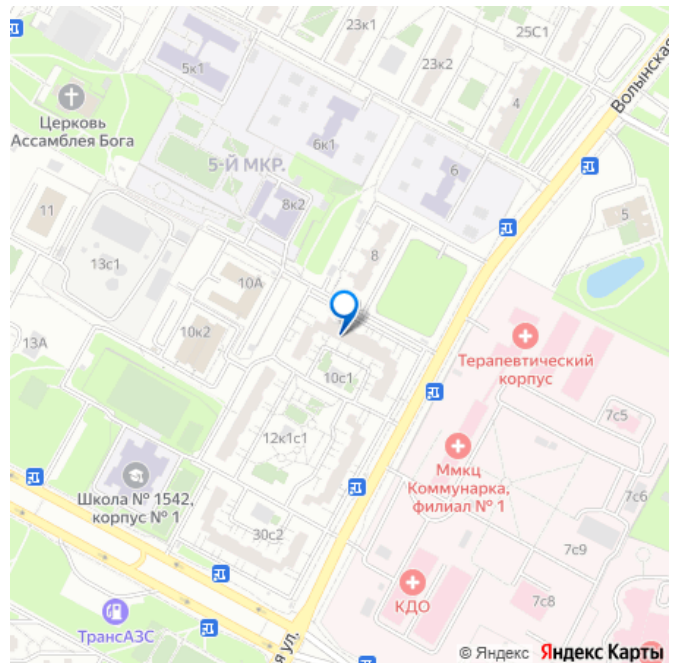 23к1
25С1
5к1
23к2
Волынская
4
Церковь
Ассамблея Бога
6к1
5-Й МКР.
6
8к2
11
5
8
13с1
10А
10к2
13А
Терапевтический
корпус
10с1
7с5
12к1с1
Ммкц
Коммунарка,
филиал № 1
Школа № 1542,
корпус № 1
7с6
30с2
7с9
КДО
7с8
ТрансАЗС
я ул.
© Яндекс Яндекс Карты